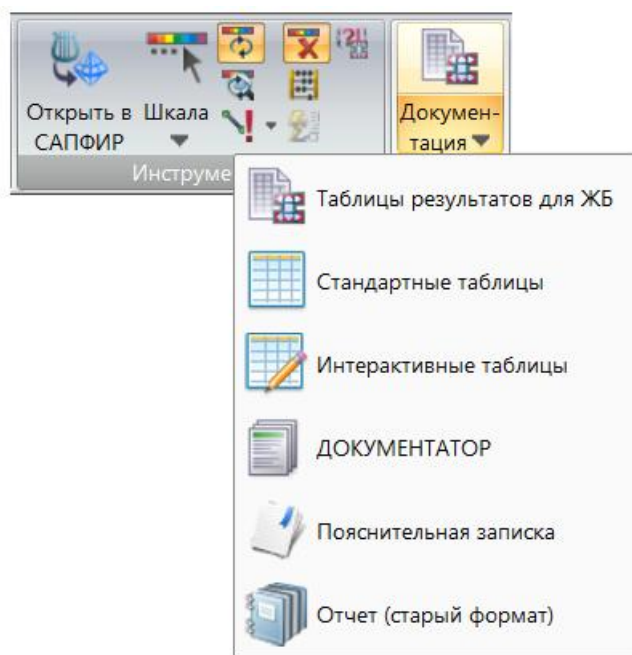 Открыть в
САПФИР
Шкала
Докумен-
тация
Инструме
Таблицы результатов для ЖБ
Стандартные таблицы
Интерактивные таблицы
ДОКУМЕНТАТОР
Пояснительная записка
Отчет (старый формат)